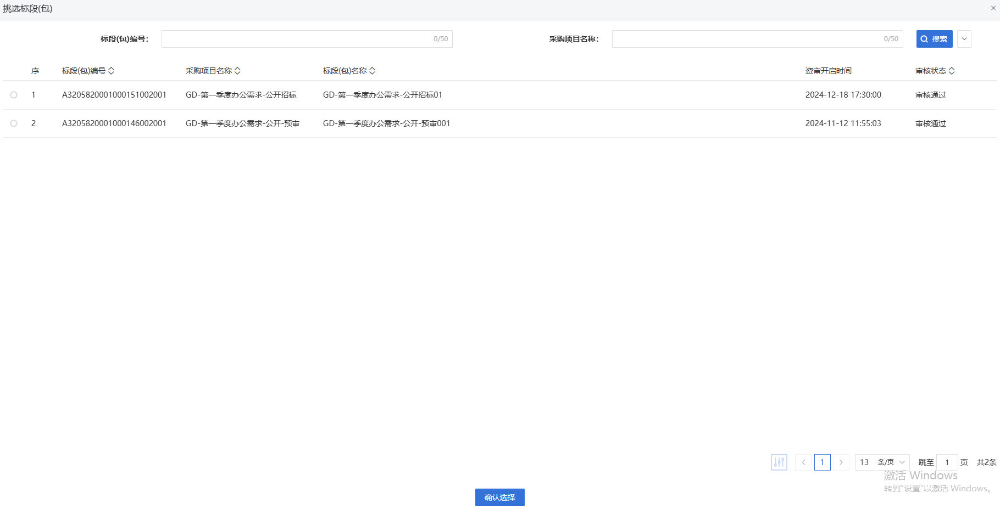 挑选标段(包)
×
标段(包)编号： 0/50 采购项目名称： 0/50 搜索
序 标段(包)编号 采购项目名称 标段(包)名称 资审开启时间 审核状态
1 A3205820001000151002001 GD-第一季度办公需求-公开招标 GD-第一季度办公需求-公开招标01 2024-12-18 17:30:00 审核通过
2 A3205820001000146002001 GD-第一季度办公需求-公开-预审 GD-第一季度办公需求-公开-预审001 2024-11-12 11:55:03 审核通过
1 13 条/页 跳至 1 页 共2条
激活 Windows
转到“设置”以激活 Windows。
确认选择